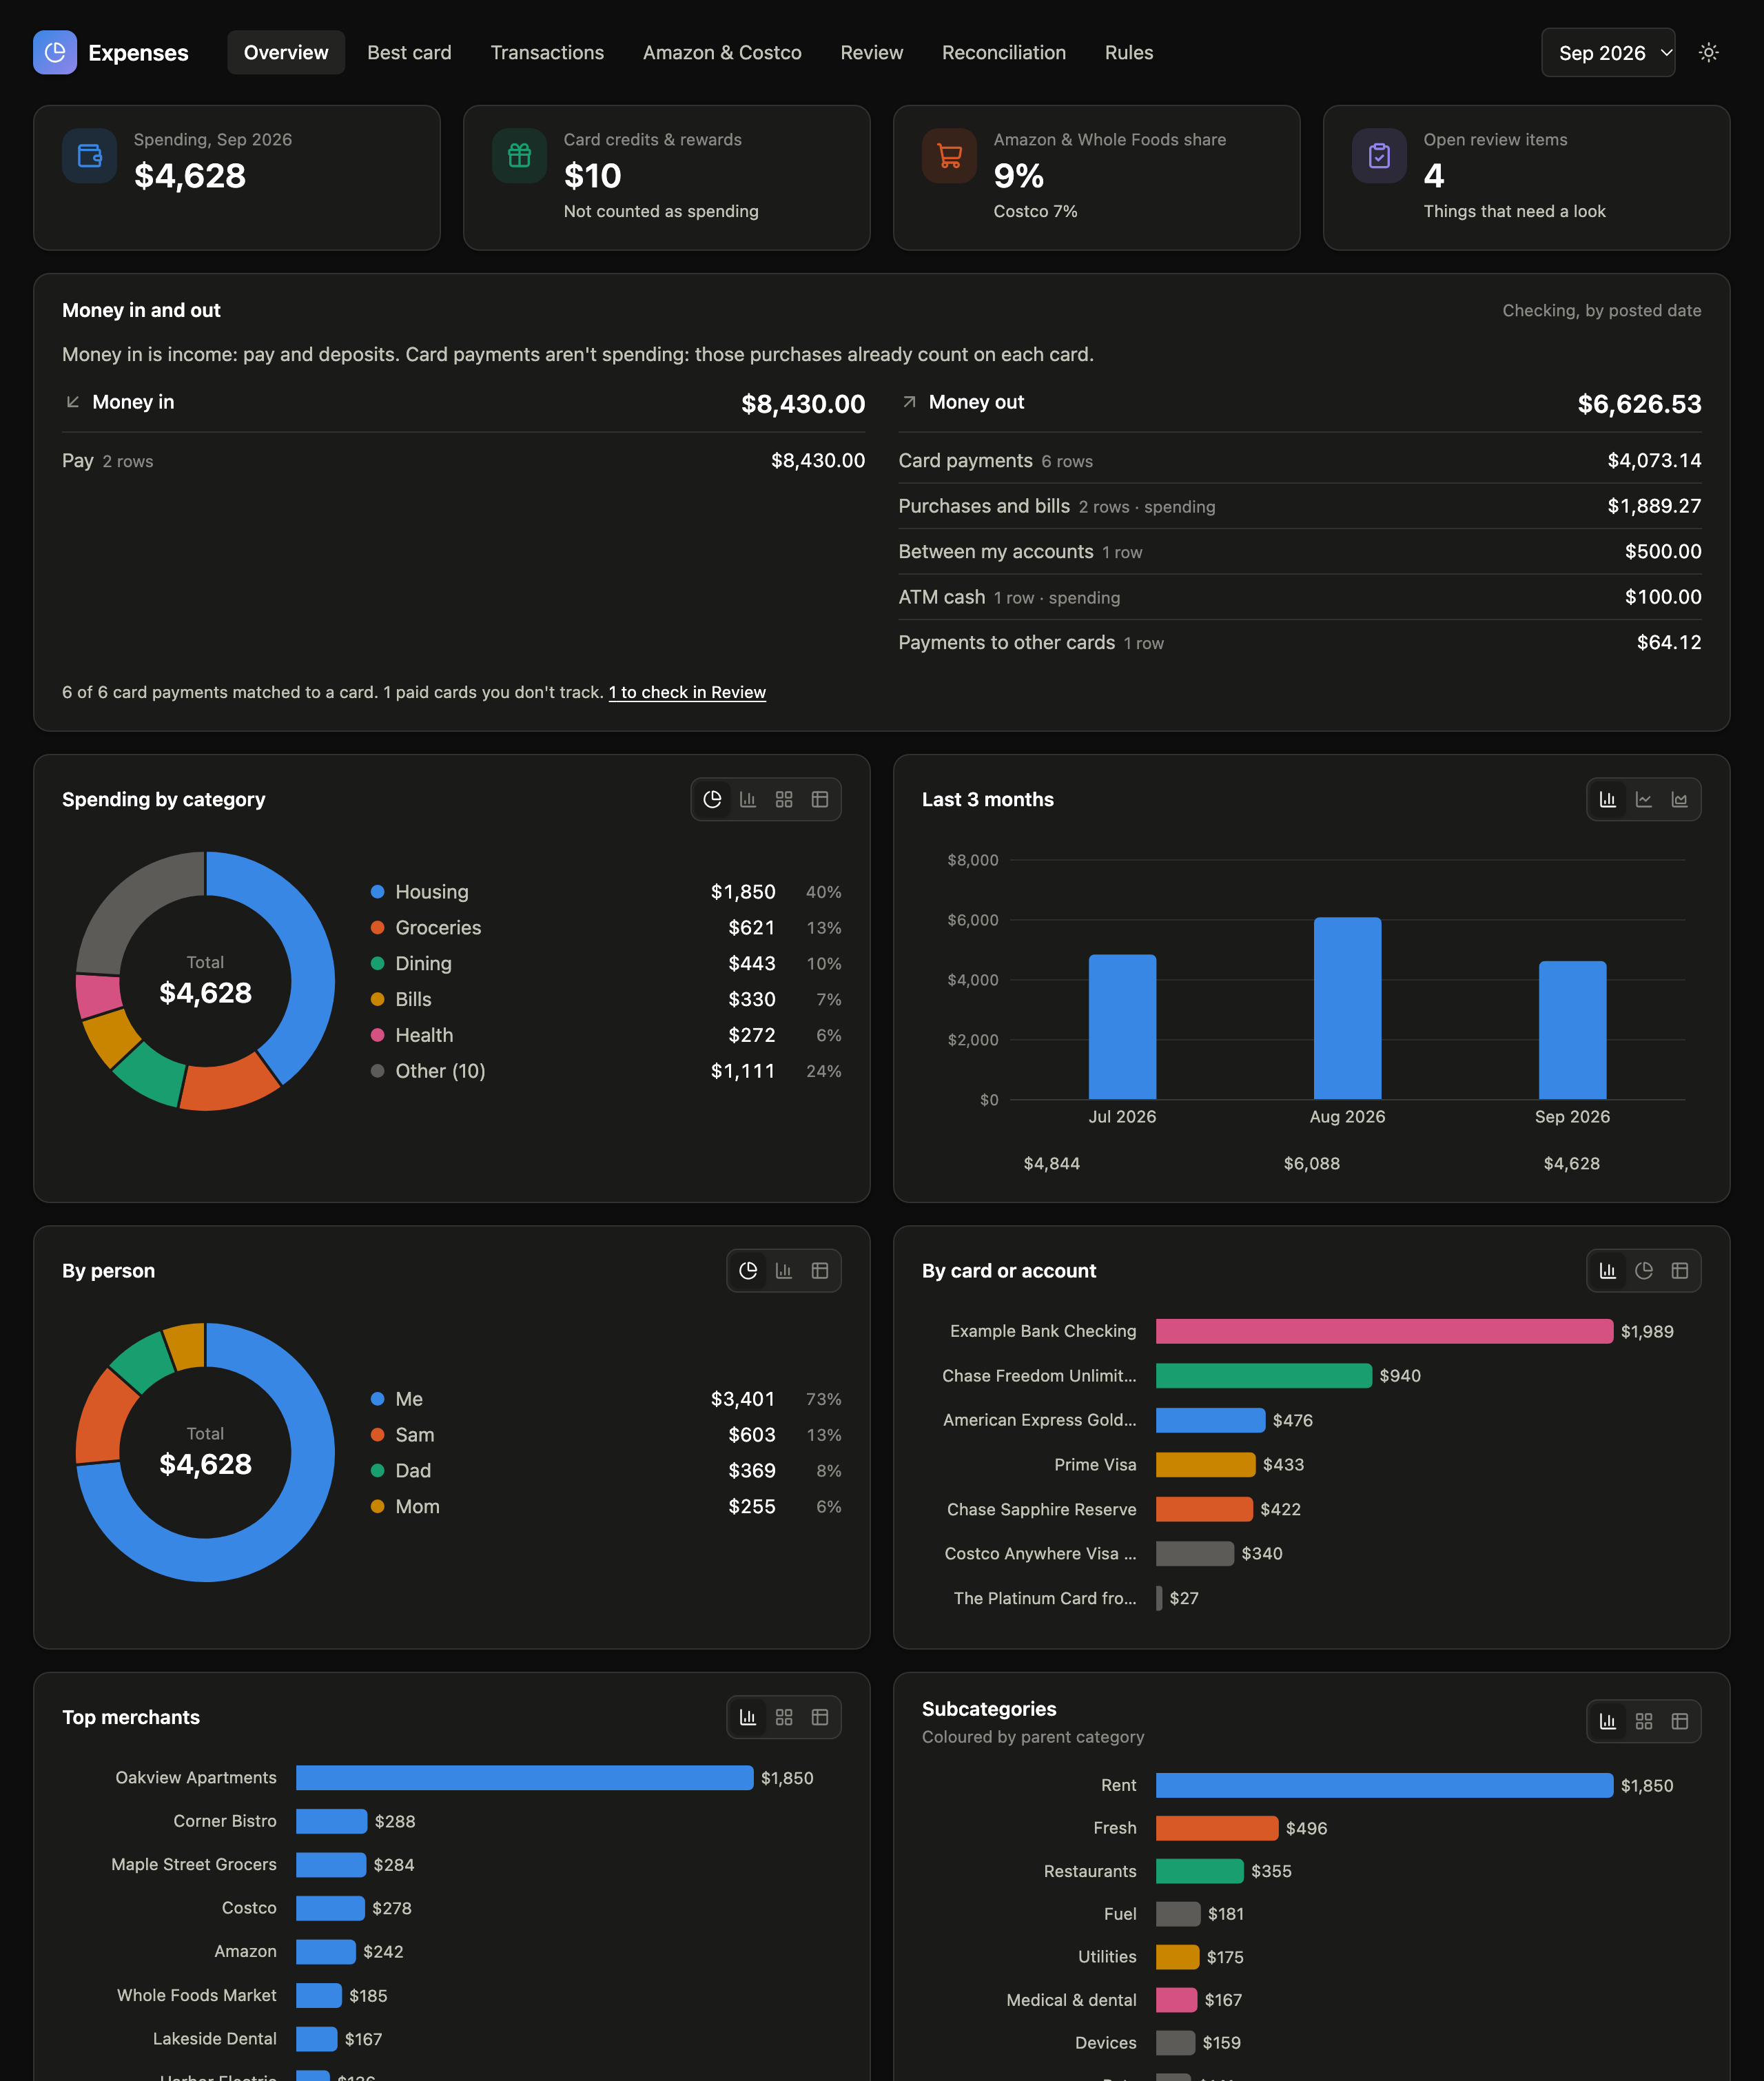 Expenses
Overview
Best card
Transactions
Amazon & Costco
Review
Reconciliation
Rules
Sep 2026
Spending, Sep 2026
$4,628
Card credits & rewards
$10
Not counted as spending
Amazon & Whole Foods share
9%
Costco 7%
Open review items
4
Things that need a look
Money in and out
Checking, by posted date
Money in is income: pay and deposits. Card payments aren't spending: those purchases already count on each card.
Money in $8,430.00
Pay 2 rows $8,430.00
Money out $6,626.53
Card payments 6 rows $4,073.14
Purchases and bills 2 rows · spending $1,889.27
Between my accounts 1 row $500.00
ATM cash 1 row · spending $100.00
Payments to other cards 1 row $64.12
6 of 6 card payments matched to a card. 1 paid cards you don't track. 1 to check in Review
Spending by category
Total
$4,628
Housing $1,850 40%
Groceries $621 13%
Dining $443 10%
Bills $330 7%
Health $272 6%
Other (10) $1,111 24%
Last 3 months
$8,000
$6,000
$4,000
$2,000
$0
Jul 2026 Aug 2026 Sep 2026
$4,844 $6,088 $4,628
By person
Total
$4,628
Me $3,401 73%
Sam $603 13%
Dad $369 8%
Mom $255 6%
By card or account
Example Bank Checking $1,989
Chase Freedom Unlimit... $940
American Express Gold... $476
Prime Visa $433
Chase Sapphire Reserve $422
Costco Anywhere Visa ... $340
The Platinum Card fro... $27
Top merchants
Oakview Apartments $1,850
Corner Bistro $288
Maple Street Grocers $284
Costco $278
Amazon $242
Whole Foods Market $185
Lakeside Dental $167
Subcategories
Coloured by parent category
Rent $1,850
Fresh $496
Restaurants $355
Fuel $181
Utilities $175
Medical & dental $167
Devices $159